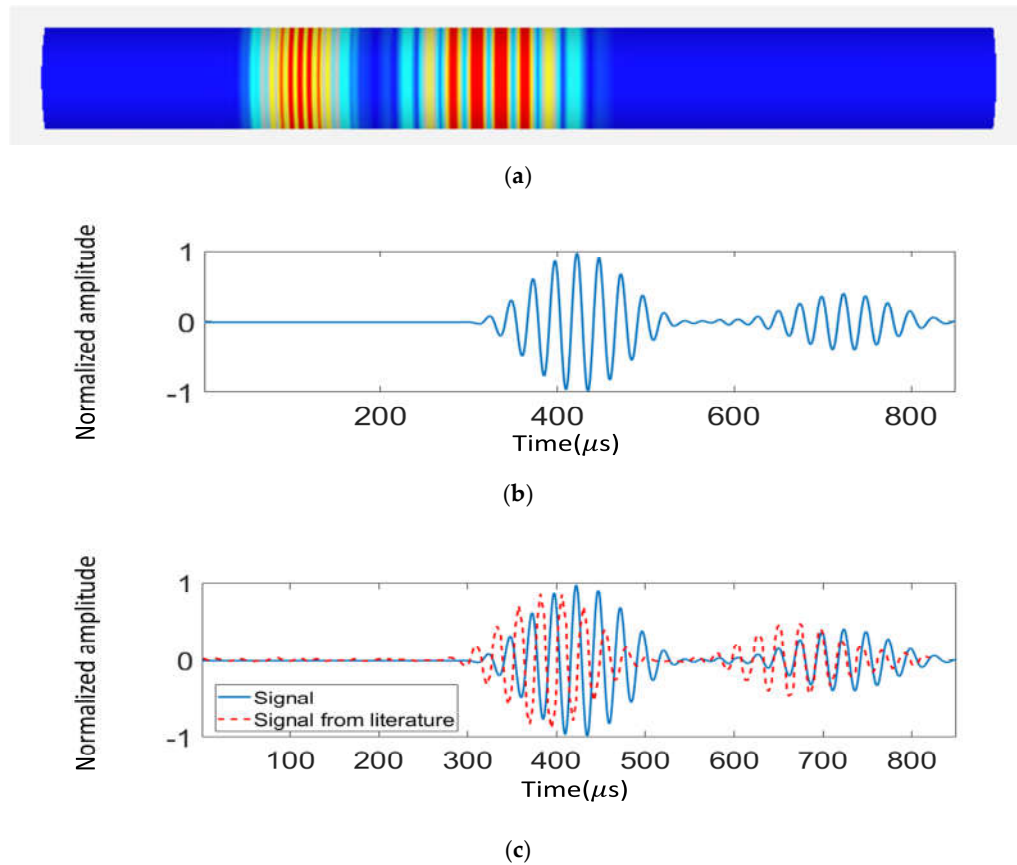 (a)
Normalized amplitude
1
0
-1
200
400
600
800
Time(μs)
(b)
Normalized amplitude
1
0
-1
Signal
Signal from literature
100
200
300
400
500
600
700
800
Time(μs)
(c)